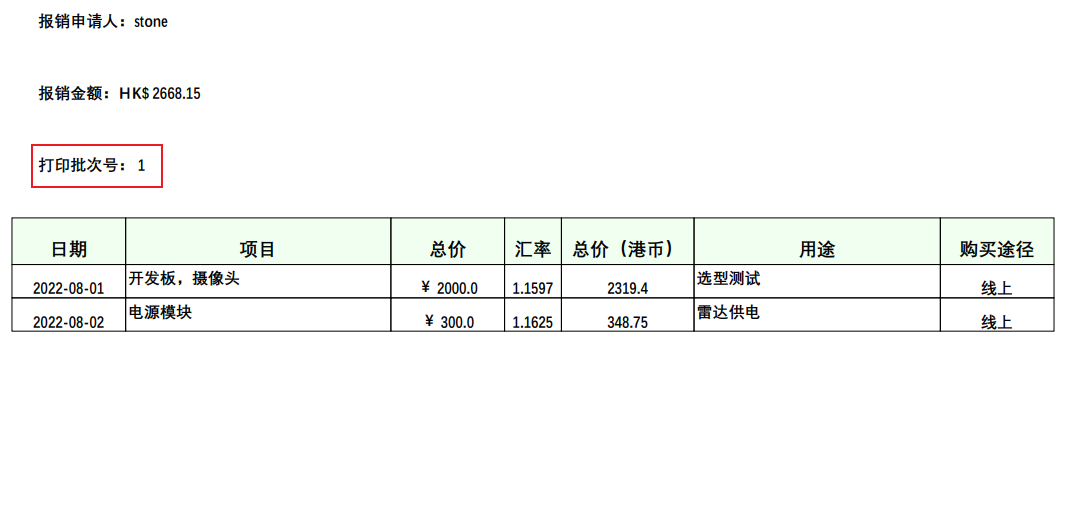 报销申请人：stone
报销金额：HK$ 2668.15
打印批次号： 1
日期 项目 总价 汇率 总价（港币） 用途 购买途径
2022-08-01 开发板，摄像头 ￥ 2000.0 1.1597 2319.4 选型测试 线上
2022-08-02 电源模块 ￥ 300.0 1.1625 348.75 雷达供电 线上